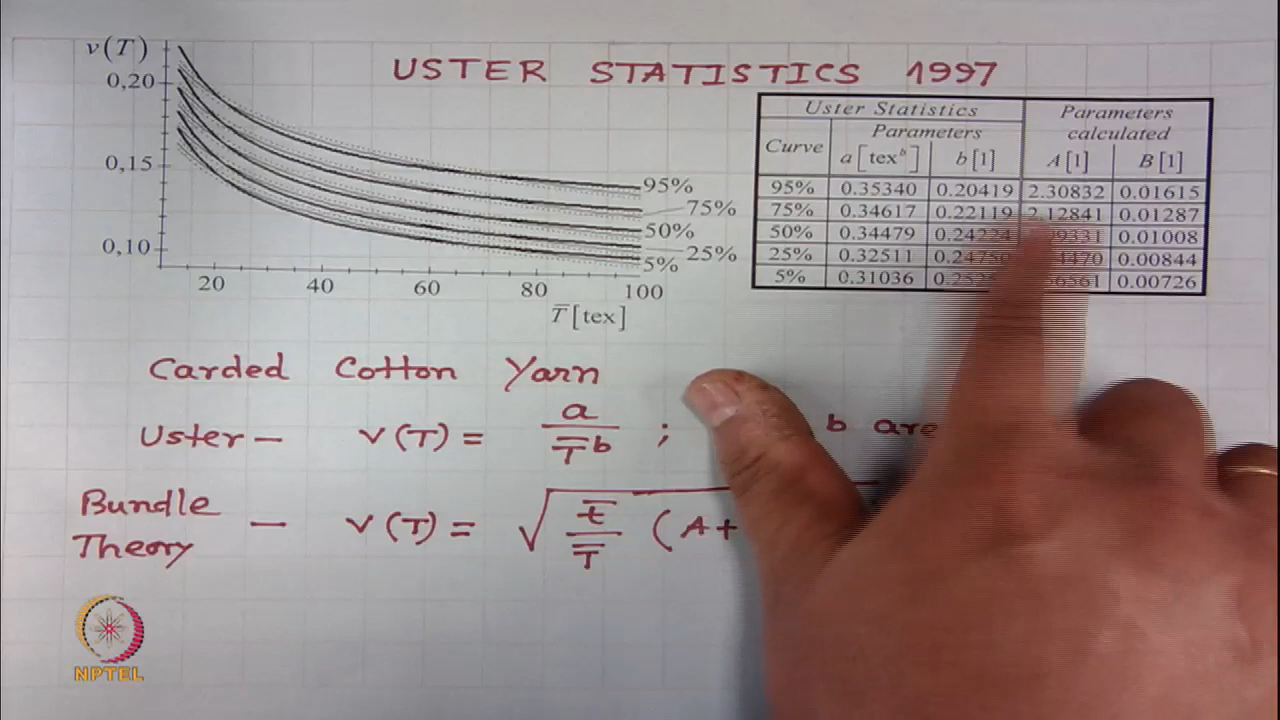 USTER STATISTICS 1997
v(T)
0,20
0,15
0,10
20 40 60 80 100
T̅ [tex]
95%
75%
50%
25%
5%
Uster Statistics Parameters calculated
Curve Parameters
a [tex^b] b [1] A [1] B [1]
95% 0.35340 0.20419 2.30832 0.01615
75% 0.34617 0.22119 2.12841 0.01287
50% 0.34479 0.01008
25% 0.32511 0.00844
5% 0.31036 0.00726
Carded Cotton Yarn
Uster - v(T) = a / T̅^b ; b are
Bundle Theory - v(T) = √ t̅ / T̅ (A+
NPTEL